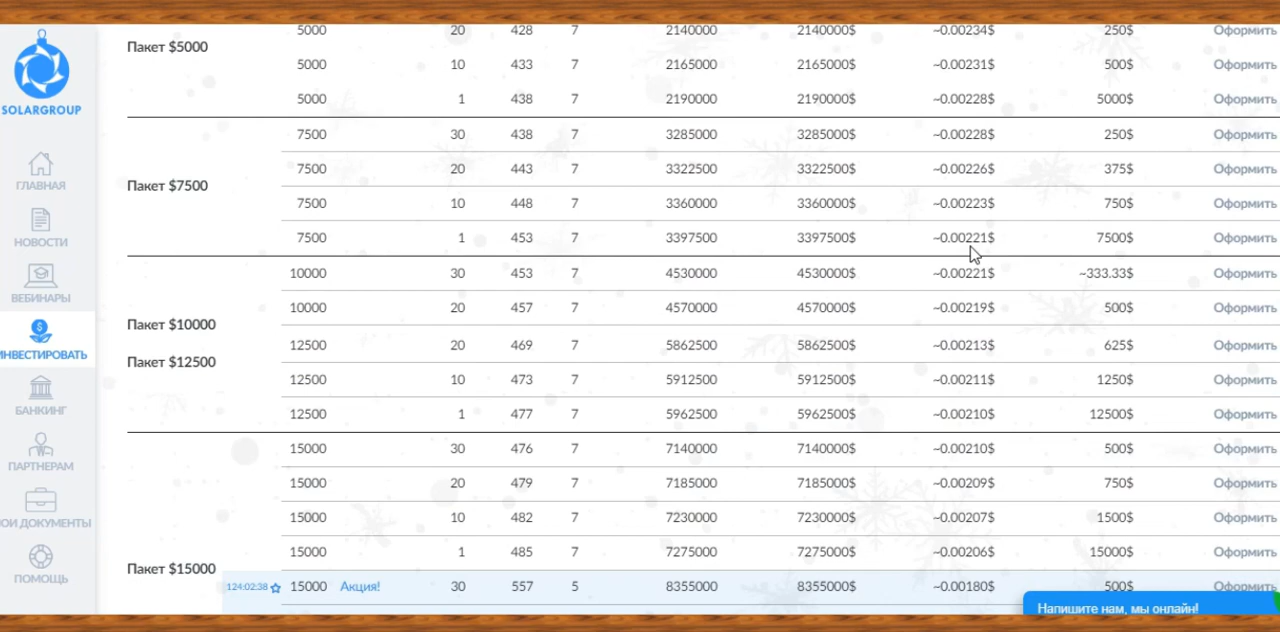 5000 20 428 7 2140000 2140000$ ~0.00234$ 250$ Оформить
Пакет $5000
5000 10 433 7 2165000 2165000$ ~0.00231$ 500$ Оформить
5000 1 438 7 2190000 2190000$ ~0.00228$ 5000$ Оформить
SOLARGROUP
7500 30 438 7 3285000 3285000$ ~0.00228$ 250$ Оформить
7500 20 443 7 3322500 3322500$ ~0.00226$ 375$ Оформить
Пакет $7500
ГЛАВНАЯ
7500 10 448 7 3360000 3360000$ ~0.00223$ 750$ Оформить
7500 1 453 7 3397500 3397500$ ~0.00221$ 7500$ Оформить
НОВОСТИ
10000 30 453 7 4530000 4530000$ ~0.00221$ ~333.33$ Оформить
ВЕБИНАРЫ
10000 20 457 7 4570000 4570000$ ~0.00219$ 500$ Оформить
Пакет $10000
12500 20 469 7 5862500 5862500$ ~0.00213$ 625$ Оформить
ИНВЕСТИРОВАТЬ
Пакет $12500
12500 10 473 7 5912500 5912500$ ~0.00211$ 1250$ Оформить
БАНКИНГ
12500 1 477 7 5962500 5962500$ ~0.00210$ 12500$ Оформить
15000 30 476 7 7140000 7140000$ ~0.00210$ 500$ Оформить
ПАРТНЕРАМ
15000 20 479 7 7185000 7185000$ ~0.00209$ 750$ Оформить
15000 10 482 7 7230000 7230000$ ~0.00207$ 1500$ Оформить
ОИ ДОКУМЕНТЫ
15000 1 485 7 7275000 7275000$ ~0.00206$ 15000$ Оформить
Пакет $15000
ПОМОЩЬ
124:02:38 15000 Акция! 30 557 5 8355000 8355000$ ~0.00180$ 500$ Оформить
Напишите нам, мы онлайн!